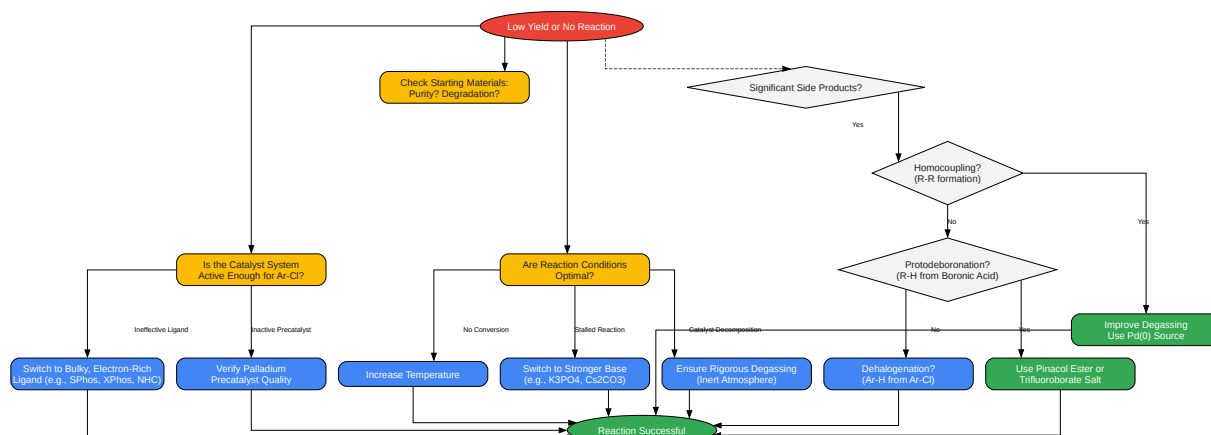 Low Yield or No Reaction
Check Starting Materials:
Purity? Degradation?
Significant Side Products?
Yes
Homocoupling?
(R-R formation)
No
Yes
Is the Catalyst System
Active Enough for Ar-Cl?
Are Reaction Conditions
Optimal?
Protodeboronation?
(R-H from Boronic Acid)
Ineffective Ligand
Inactive Precatalyst
No Conversion
Stalled Reaction
Catalyst Decomposition
No
Yes
Improve Degassing
Use Pd(0) Source
Switch to Bulky, Electron-Rich
Ligand (e.g., SPhos, XPhos, NHC)
Verify Palladium
Precatalyst Quality
Increase Temperature
Switch to Stronger Base
(e.g., K3PO4, Cs2CO3)
Ensure Rigorous Degassing
(Inert Atmosphere)
Dehalogenation?
(Ar-H from Ar-Cl)
Use Pinacol Ester or
Trifluoroborate Salt
Reaction Successful